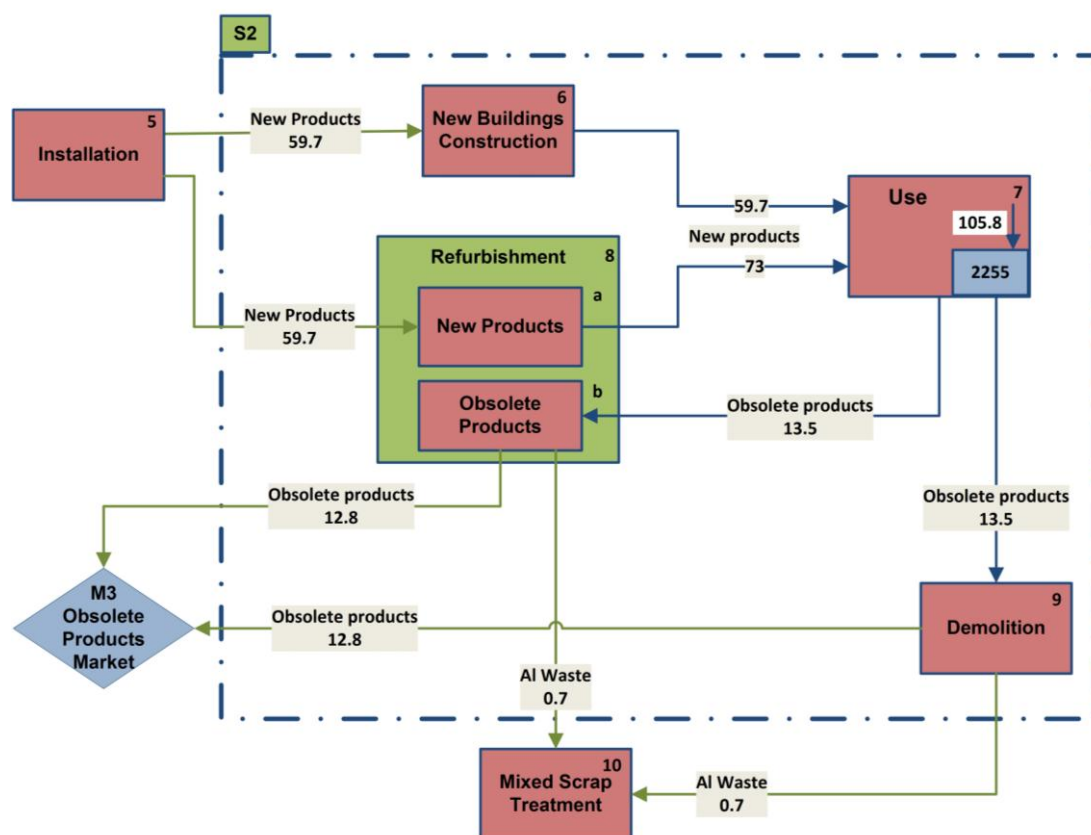 S2
5
Installation
New Products
59.7
6
New Buildings
Construction
59.7
New products
73
Use
7
105.8
2255
Refurbishment
8
a
New Products
New Products
59.7
b
Obsolete
Products
Obsolete products
13.5
Obsolete products
12.8
Obsolete products
13.5
M3
Obsolete
Products
Market
Obsolete products
12.8
9
Demolition
Al Waste
0.7
10
Mixed Scrap
Treatment
Al Waste
0.7